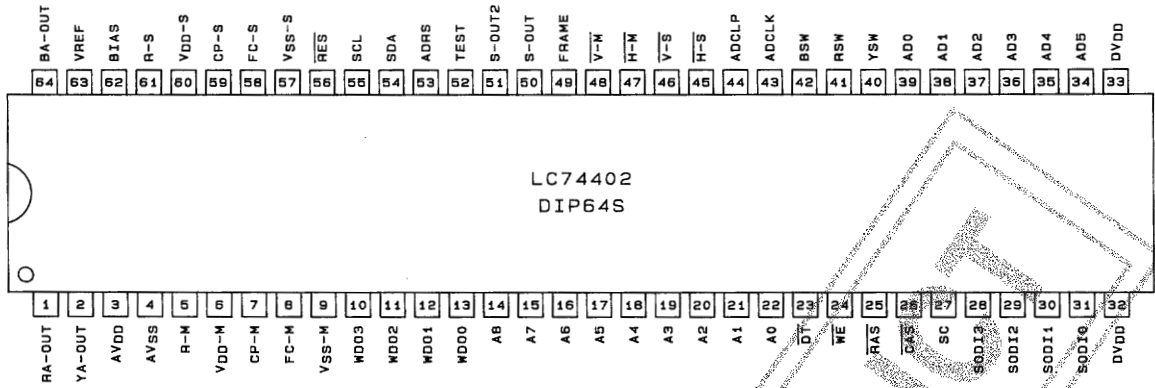 BA-OUT VREF BIAS R-S VDD-S CP-S FC-S VSS-S RES SCL SDA ADRS TEST S-OUT2 S-OUT FRAME V-M H-M V-S H-S ADCLP ADCLK BSW RSW YSW AD0 AD1 AD2 AD3 AD4 AD5 DVDD
64 63 62 61 60 59 58 57 56 55 54 53 52 51 50 49 48 47 46 45 44 43 42 41 40 39 38 37 36 35 34 33
LC74402
DIP64S
1 2 3 4 5 6 7 8 9 10 11 12 13 14 15 16 17 18 19 20 21 22 23 24 25 26 27 28 29 30 31 32
RA-OUT YA-OUT AVDD AVSS R-M VDD-M CP-M FC-M VSS-M WDO3 WDO2 WDO1 WDO0 A8 A7 A6 A5 A4 A3 A2 A1 A0 DT WE RAS CAS SC SODI3 SODI2 SODI1 SODI0 DVDD